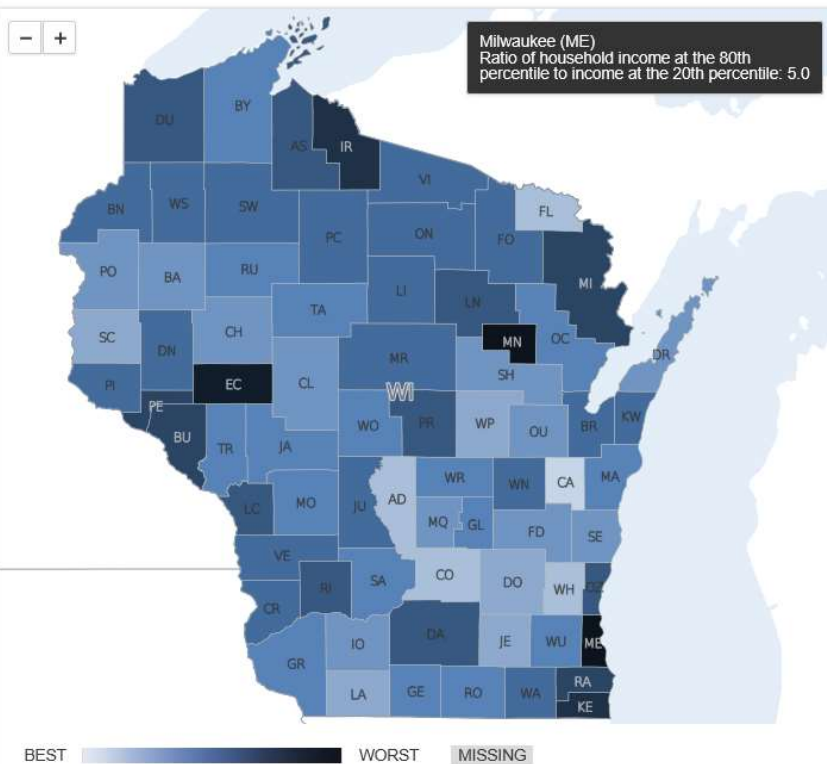 − +
Milwaukee (ME)
Ratio of household income at the 80th
percentile to income at the 20th percentile: 5.0
DU
BY
AS
IR
VI
BN
WS
SW
PC
ON
FO
FL
PO
BA
RU
LI
LN
MI
TA
SC
DN
CH
MN
OC
DR
MR
SH
PI
EC
CL
WI
PE
BU
TR
JA
WO
PR
WP
OU
BR
KW
WR
WN
CA
MA
LC
MO
JU
AD
MQ
GL
FD
SE
VE
SA
CO
DO
WH
OZ
CR
RI
DA
JE
WU
ME
GR
IO
LA
GE
RO
WA
RA
KE
BEST WORST MISSING